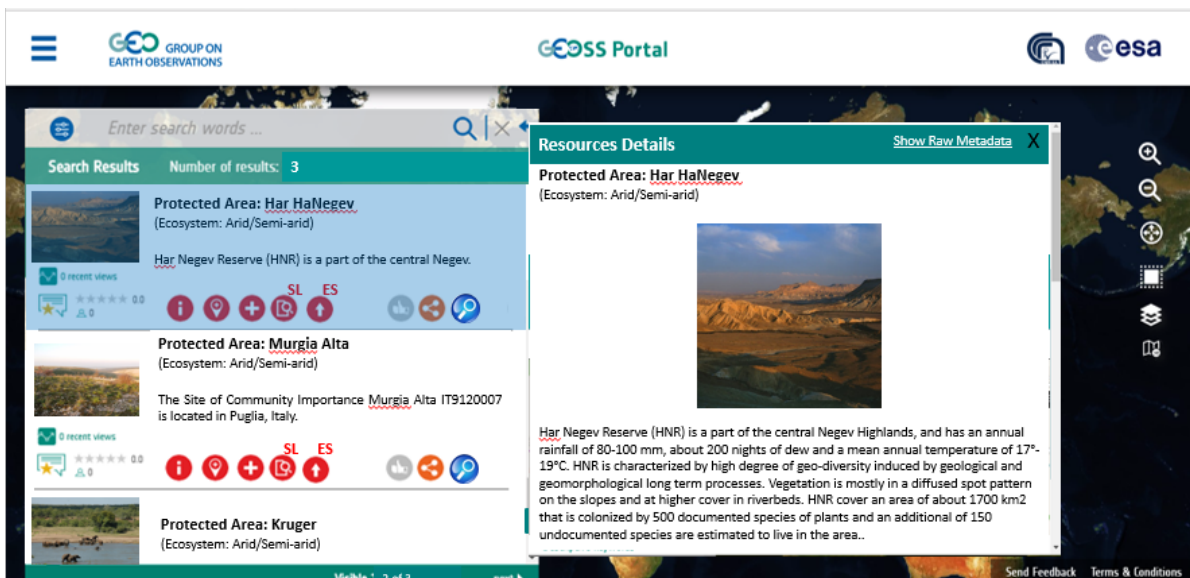 GEO GROUP ON
EARTH OBSERVATIONS
GEOSS Portal
esa
Enter search words ...
Search Results Number of results: 3
Protected Area: Har HaNegev
(Ecosystem: Arid/Semi-arid)
Har Negev Reserve (HNR) is a part of the central Negev.
0 recent views
0.0
0
SL ES
Protected Area: Murgia Alta
(Ecosystem: Arid/Semi-arid)
The Site of Community Importance Murgia Alta IT9120007
is located in Puglia, Italy.
0 recent views
0.0
0
SL ES
Protected Area: Kruger
(Ecosystem: Arid/Semi-arid)
Resources Details Show Raw Metadata X
Protected Area: Har HaNegev
(Ecosystem: Arid/Semi-arid)
Har Negev Reserve (HNR) is a part of the central Negev Highlands, and has an annual
rainfall of 80-100 mm, about 200 nights of dew and a mean annual temperature of 17°-
19°C. HNR is characterized by high degree of geo-diversity induced by geological and
geomorphological long term processes. Vegetation is mostly in a diffused spot pattern
on the slopes and at higher cover in riverbeds. HNR cover an area of about 1700 km2
that is colonized by 500 documented species of plants and an additional of 150
undocumented species are estimated to live in the area..
Send Feedback Terms & Conditions